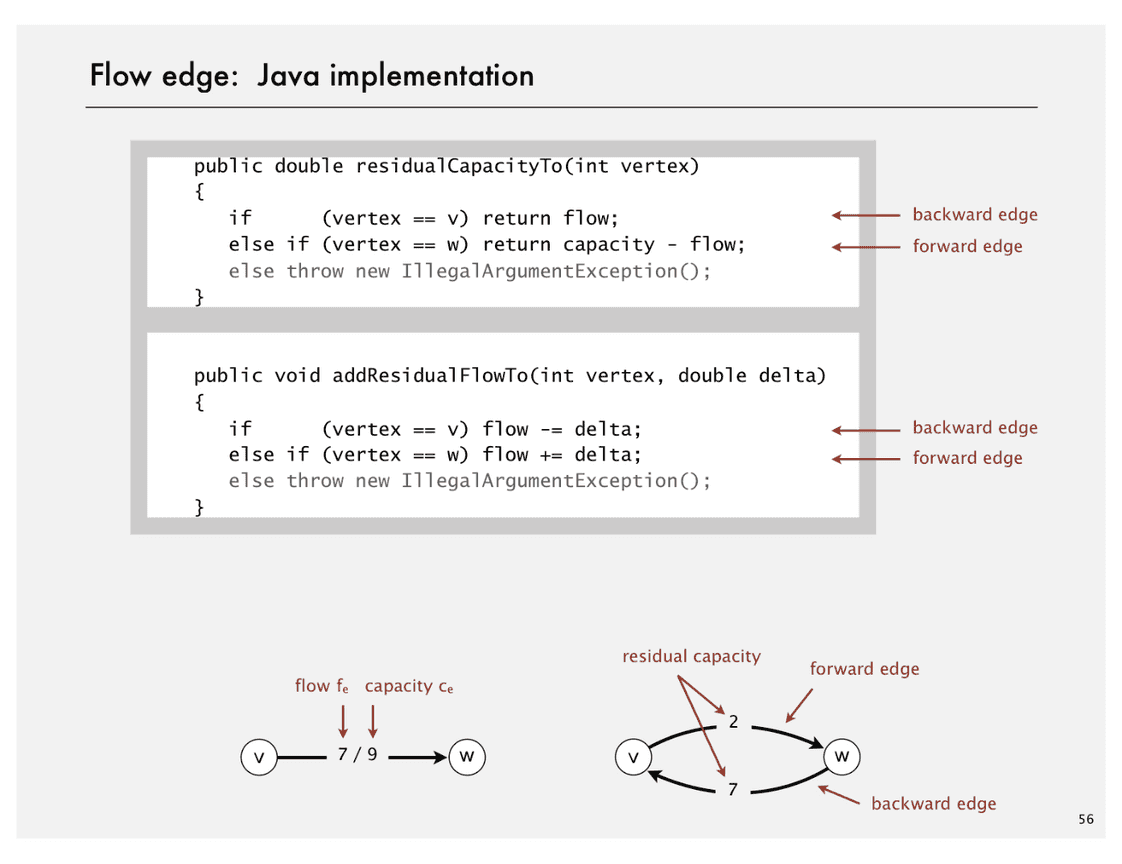 Flow edge: Java implementation
public double residualCapacityTo(int vertex)
{
if (vertex == v) return flow;
backward edge
else if (vertex == w) return capacity - flow;
forward edge
else throw new IllegalArgumentException();
}
public void addResidualFlowTo(int vertex, double delta)
{
if (vertex == v) flow -= delta;
backward edge
else if (vertex == w) flow += delta;
forward edge
else throw new IllegalArgumentException();
}
flow fₑ capacity cₑ
v 7 / 9 w
residual capacity
forward edge
2
v w
7
backward edge
56